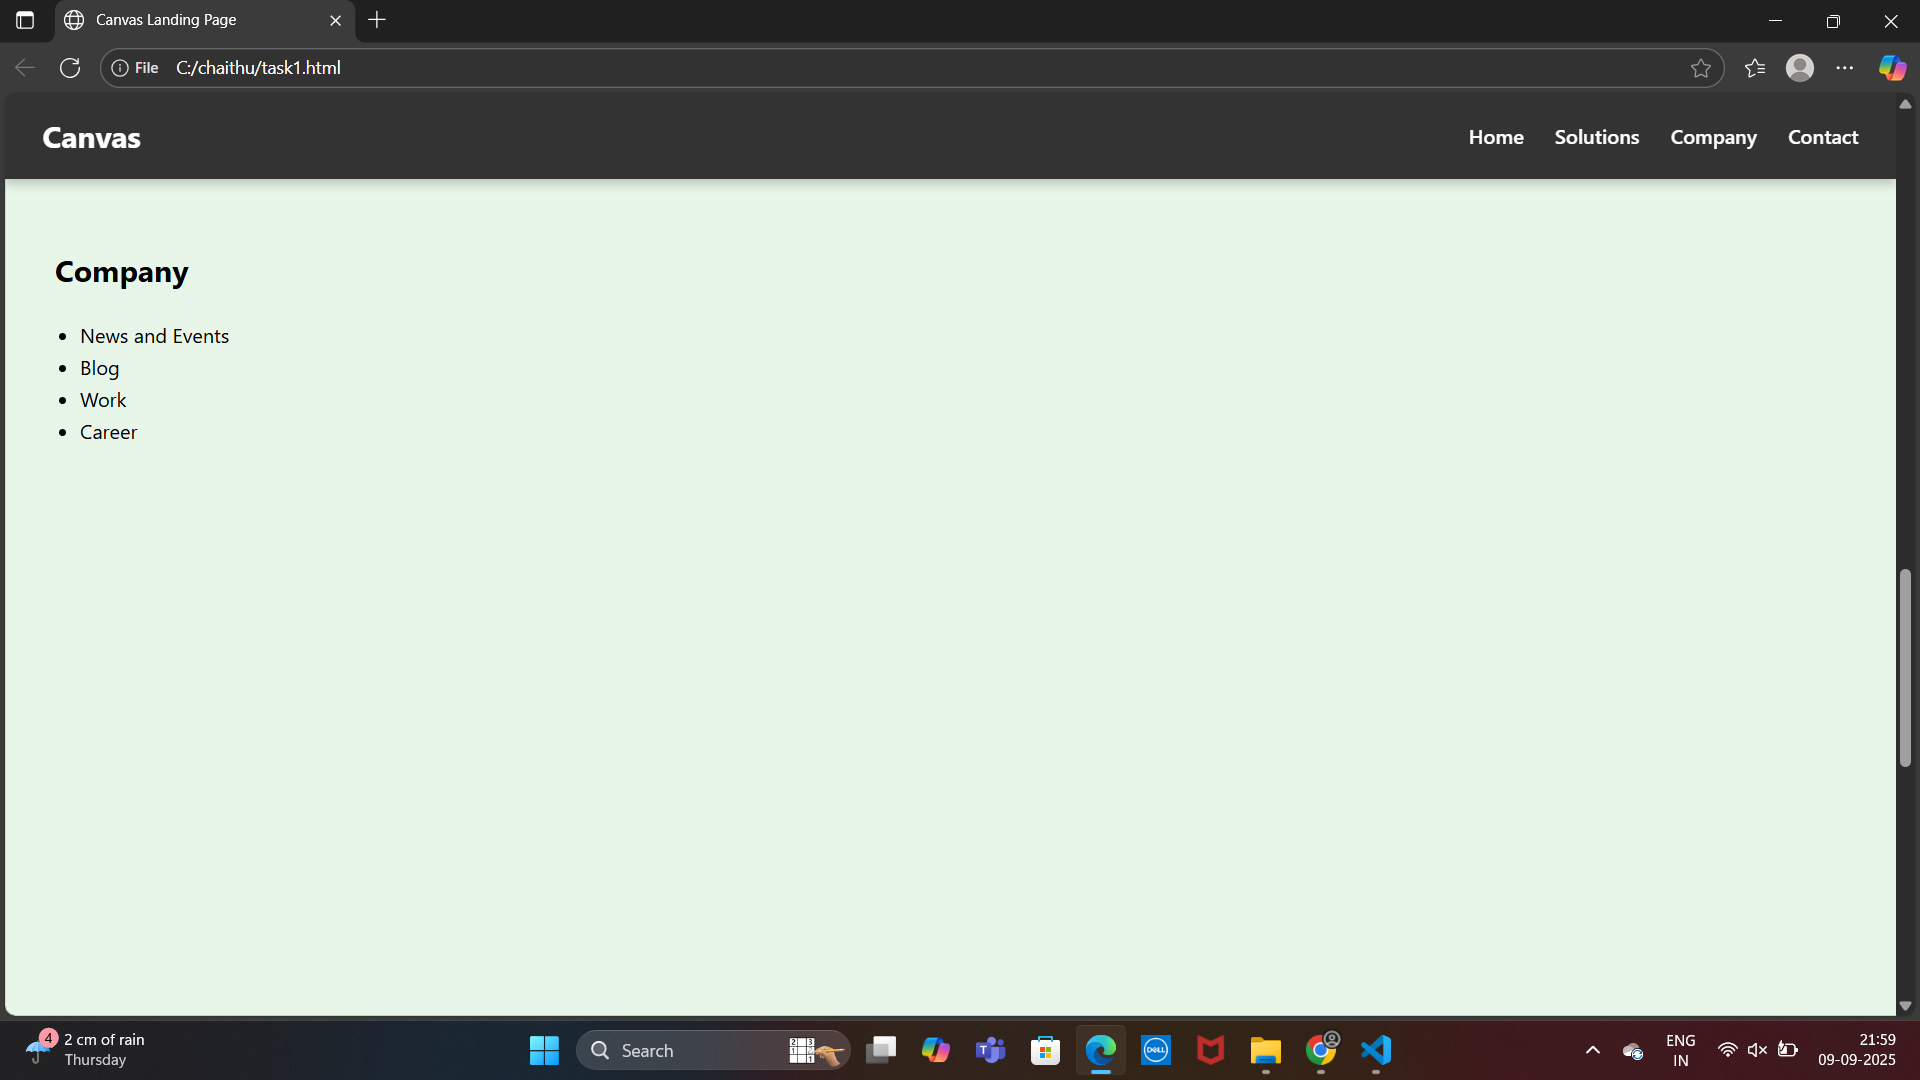 Canvas Landing Page
File C:/chaithu/task1.html
Canvas
Home Solutions Company Contact
Company
• News and Events
• Blog
• Work
• Career
4
2 cm of rain
Thursday
Search
DELL
ENG
IN
21:59
09-09-2025